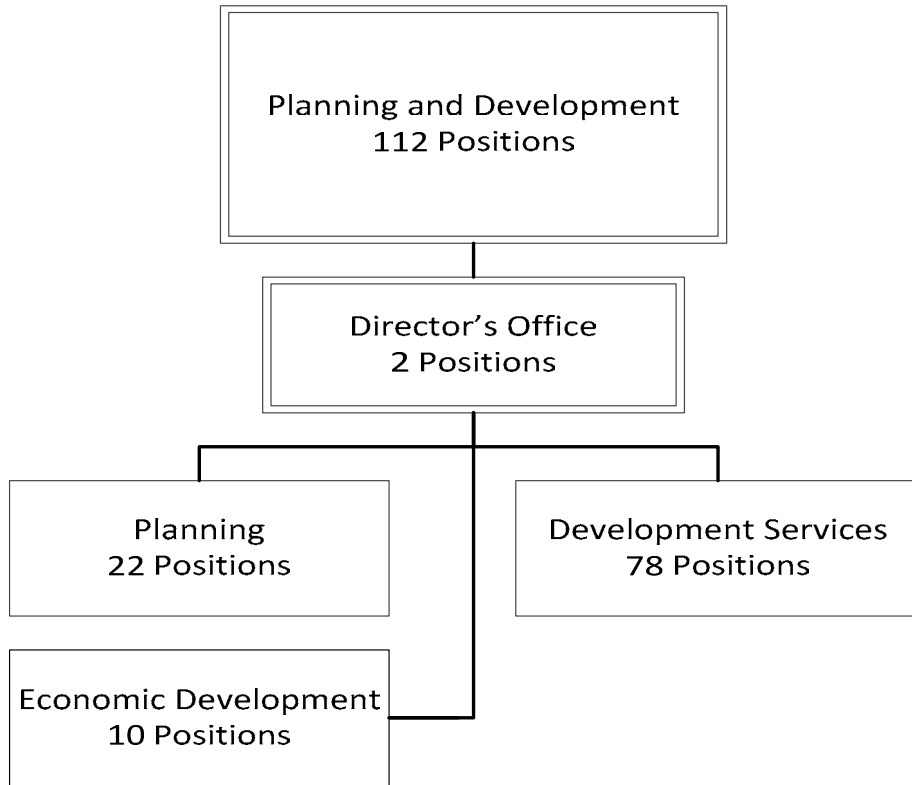 Planning and Development
112 Positions
Director’s Office
2 Positions
Planning
22 Positions
Development Services
78 Positions
Economic Development
10 Positions